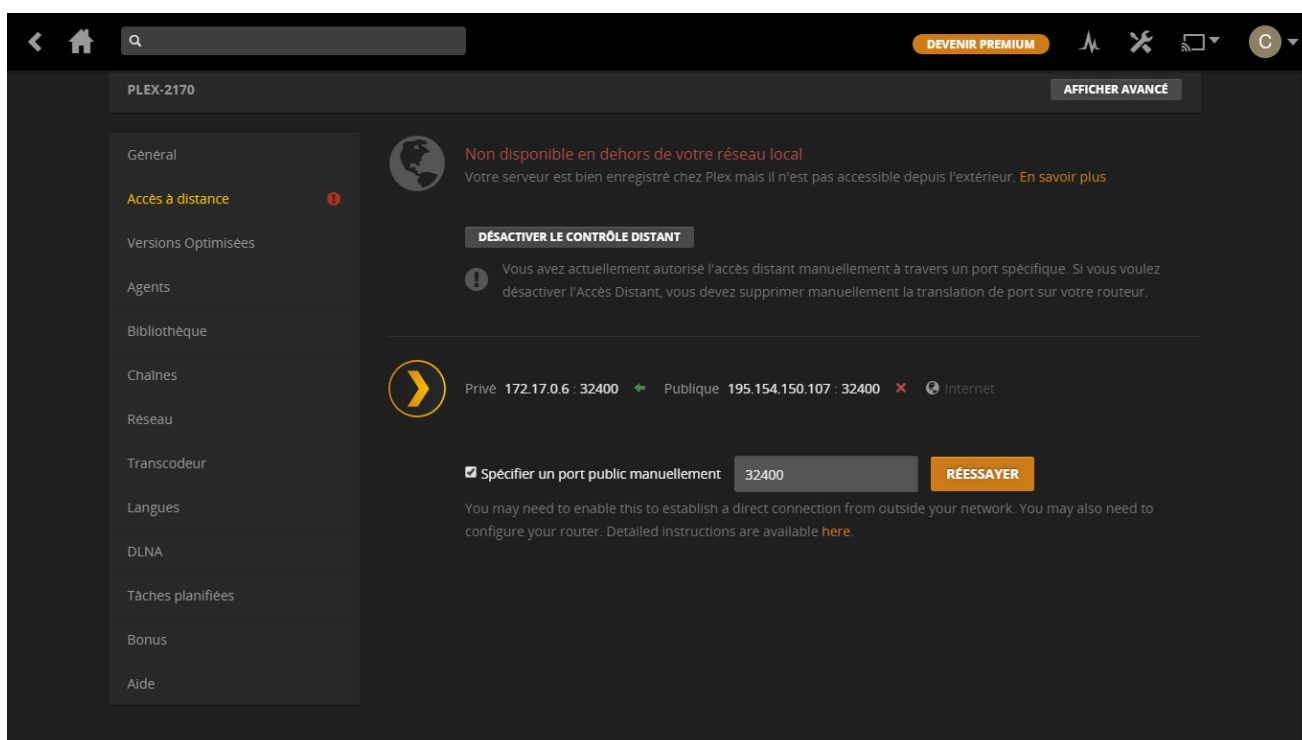 DEVENIR PREMIUM
C
PLEX-2170
AFFICHER AVANCÉ
Général
Accès à distance
Versions Optimisées
Agents
Bibliothèque
Chaînes
Réseau
Transcodeur
Langues
DLNA
Tâches planifiées
Bonus
Aide
Non disponible en dehors de votre réseau local
Votre serveur est bien enregistré chez Plex mais il n'est pas accessible depuis l'extérieur. En savoir plus
DÉSACTIVER LE CONTRÔLE DISTANT
Vous avez actuellement autorisé l'accès distant manuellement à travers un port spécifique. Si vous voulez
désactiver l'Accès Distant, vous devez supprimer manuellement la translation de port sur votre routeur.
Privé 172.17.0.6 : 32400 Publique 195.154.150.107 : 32400 Internet
Spécifier un port public manuellement 32400 RÉESSAYER
You may need to enable this to establish a direct connection from outside your network. You may also need to
configure your router. Detailed instructions are available here.